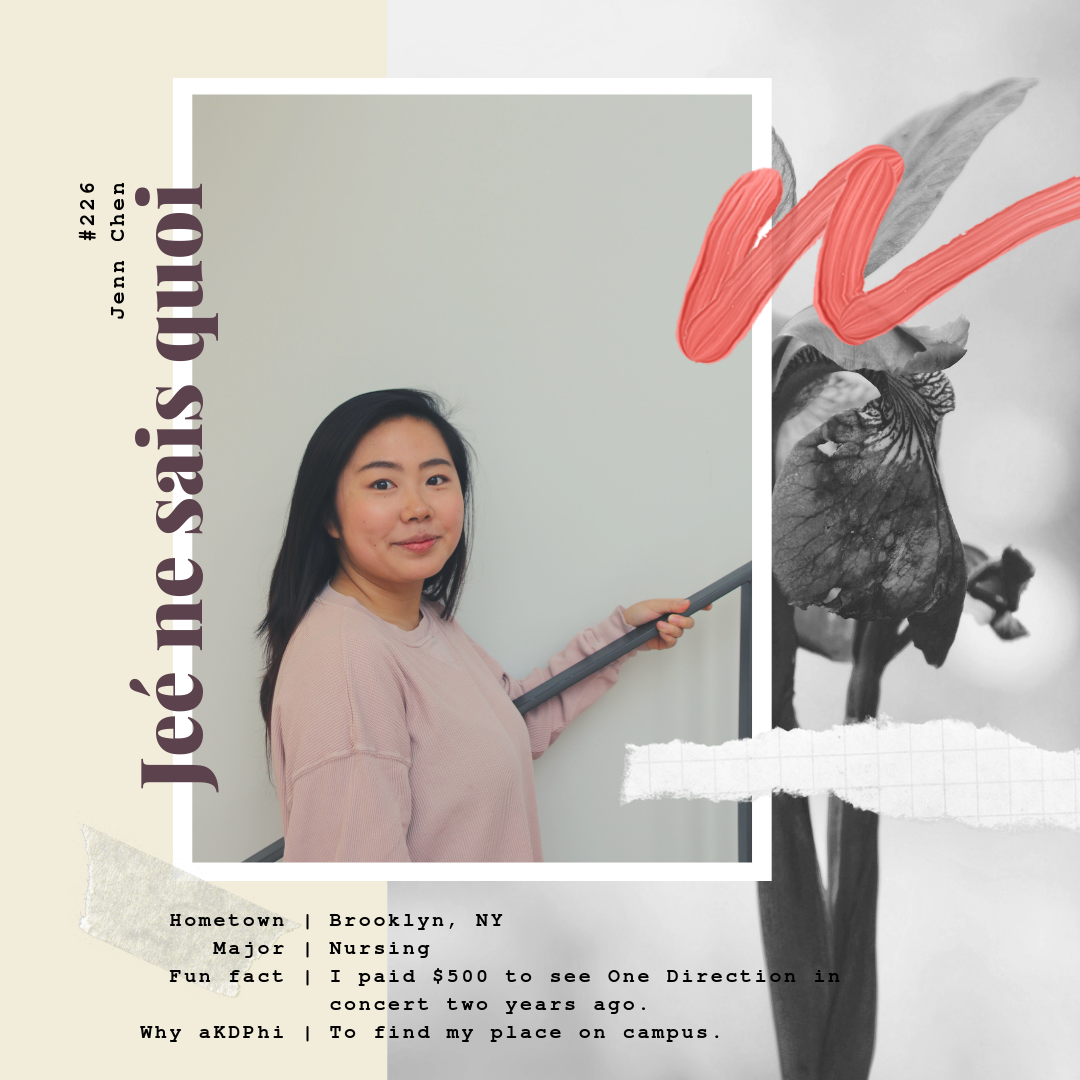 #226
Jenn Chen
Jeé ne sais quoi
Hometown | Brooklyn, NY
Major | Nursing
Fun fact | I paid $500 to see One Direction in
concert two years ago.
Why aKDPhi | To find my place on campus.